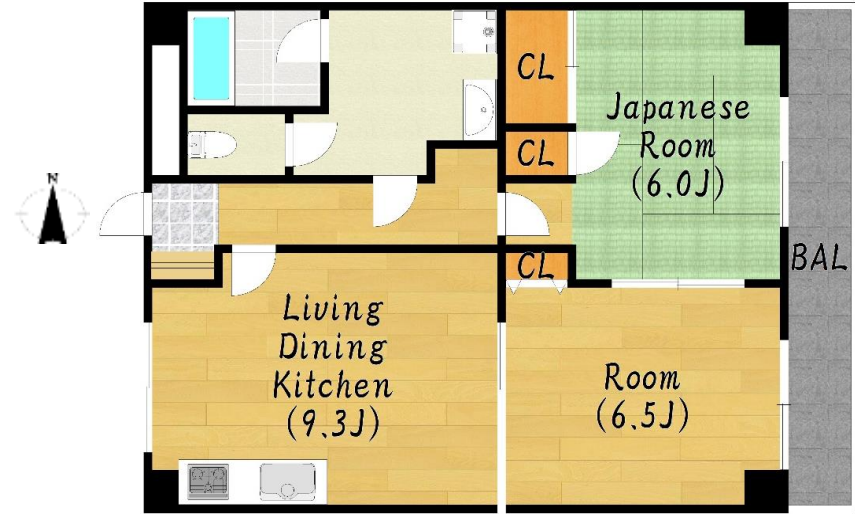 CL
Japanese
Room
(6.0J)
CL
N
BAL
CL
Living
Dining
Kitchen
(9.3J)
Room
(6.5J)